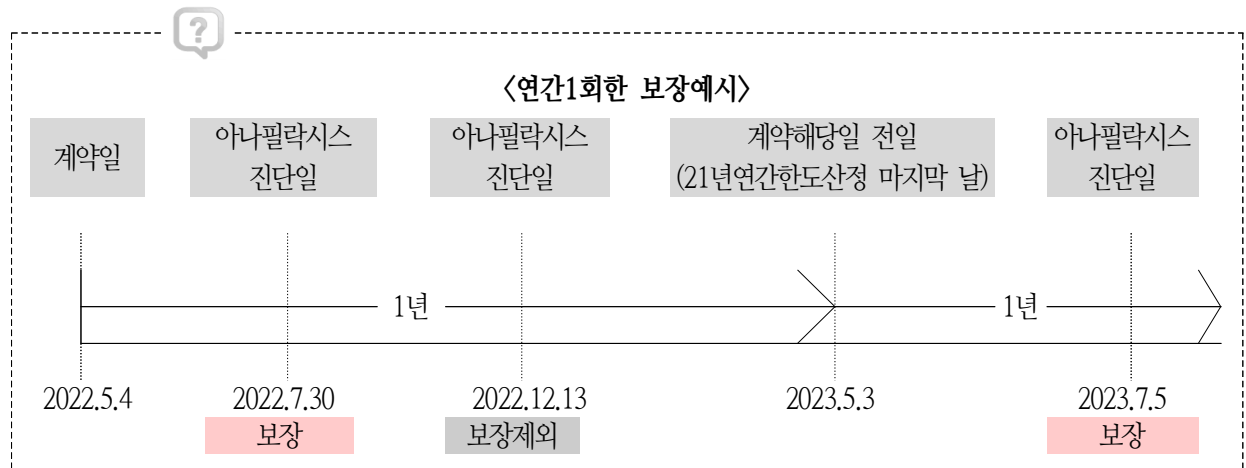 ?
〈연간1회한 보장예시〉
계약일
아나필락시스
진단일
아나필락시스
진단일
계약해당일 전일
(21년연간한도산정 마지막 날)
아나필락시스
진단일
1년
1년
2022.5.4
2022.7.30
2022.12.13
2023.5.3
2023.7.5
보장
보장제외
보장